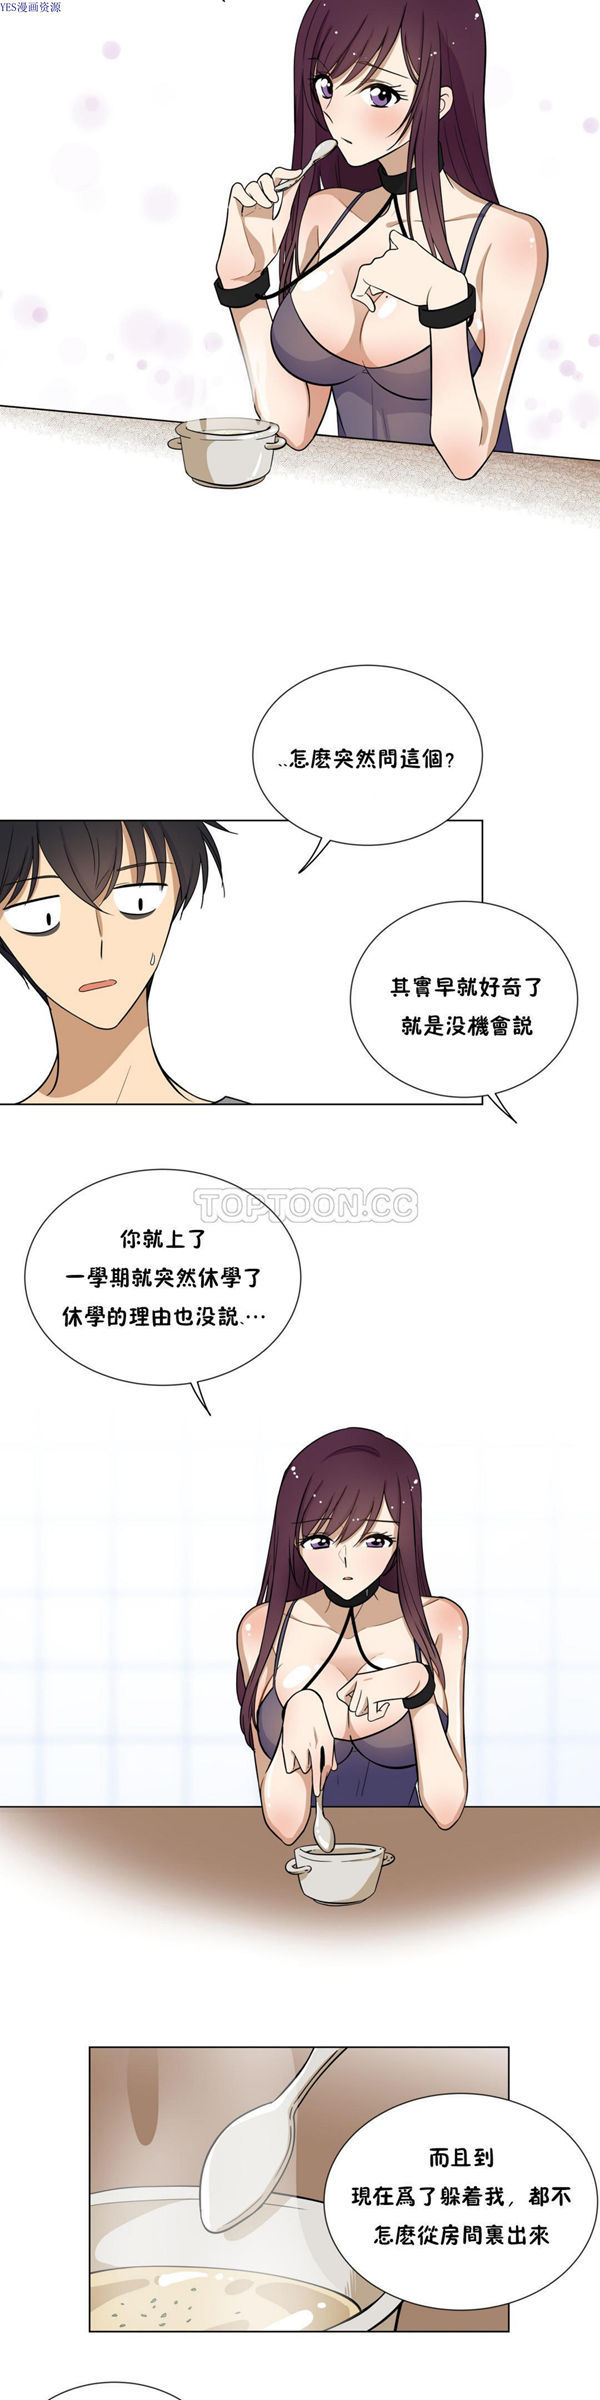 YES漫画资源
..怎麼突然問這個?
其實早就好奇了
就是没機會説
TOPTOON.CC
你就上了
一學期就突然休學了
休學的理由也没說、…
而且到
現在爲了躲着我，都不
怎麽從房間裏出來